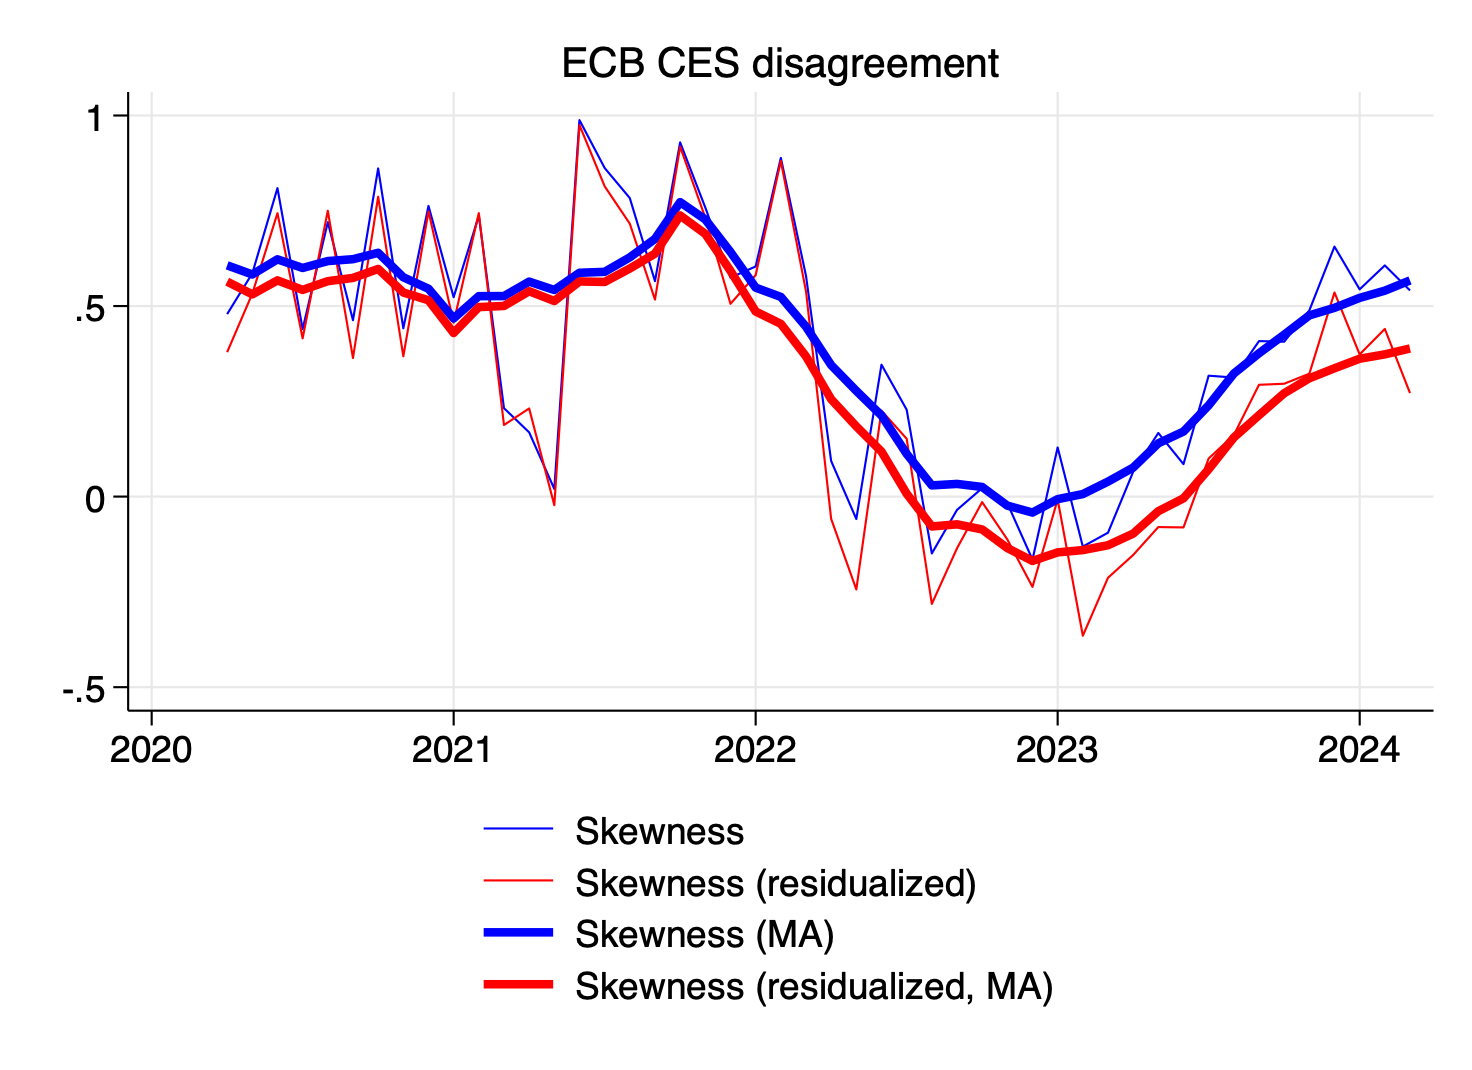 ECB CES disagreement
1
.5
0
-.5
2020 2021 2022 2023 2024
Skewness
Skewness (residualized)
Skewness (MA)
Skewness (residualized, MA)